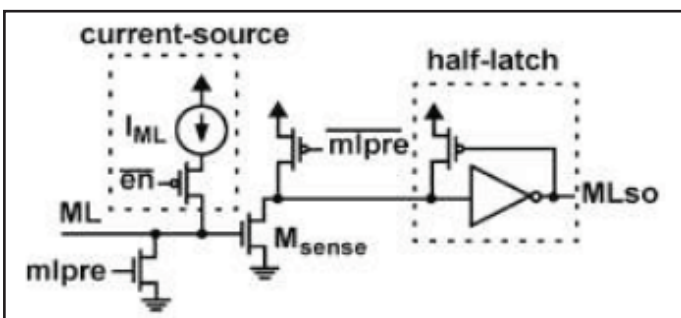 current-source
half-latch
I_ML
mlpre
en
ML
MLso
M_sense
mlpre